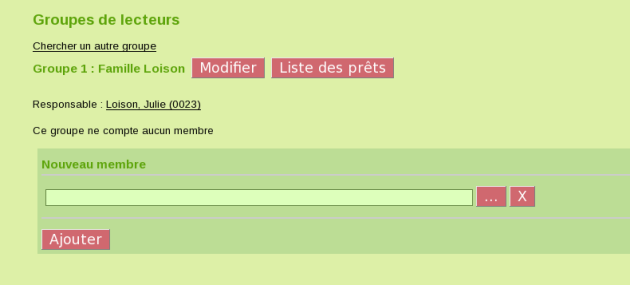 Groupes de lecteurs
Chercher un autre groupe
Groupe 1 : Famille Loison Modifier Liste des prêts
Responsable : Loison, Julie (0023)
Ce groupe ne compte aucun membre
Nouveau membre
... X
Ajouter